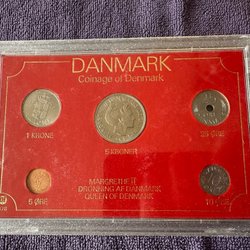 DANMARK
Coinage of Denmark
1 KRONE
5 KRONER
25 ØRE
MARGRETHE II
DRONNING AF DANMARK
QUEEN OF DENMARK
5 ØRE
10 ØRE